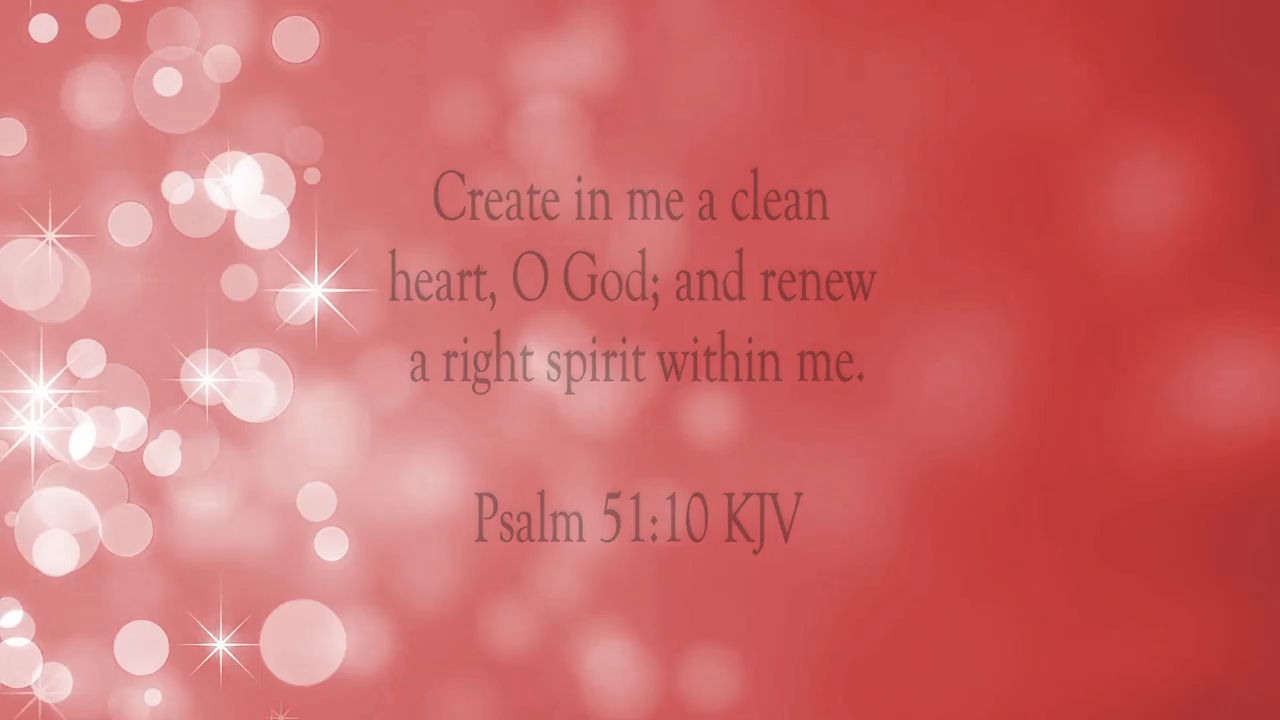 Create in me a clean
heart, O God; and renew
a right spirit within me.
Psalm 51:10 KJV